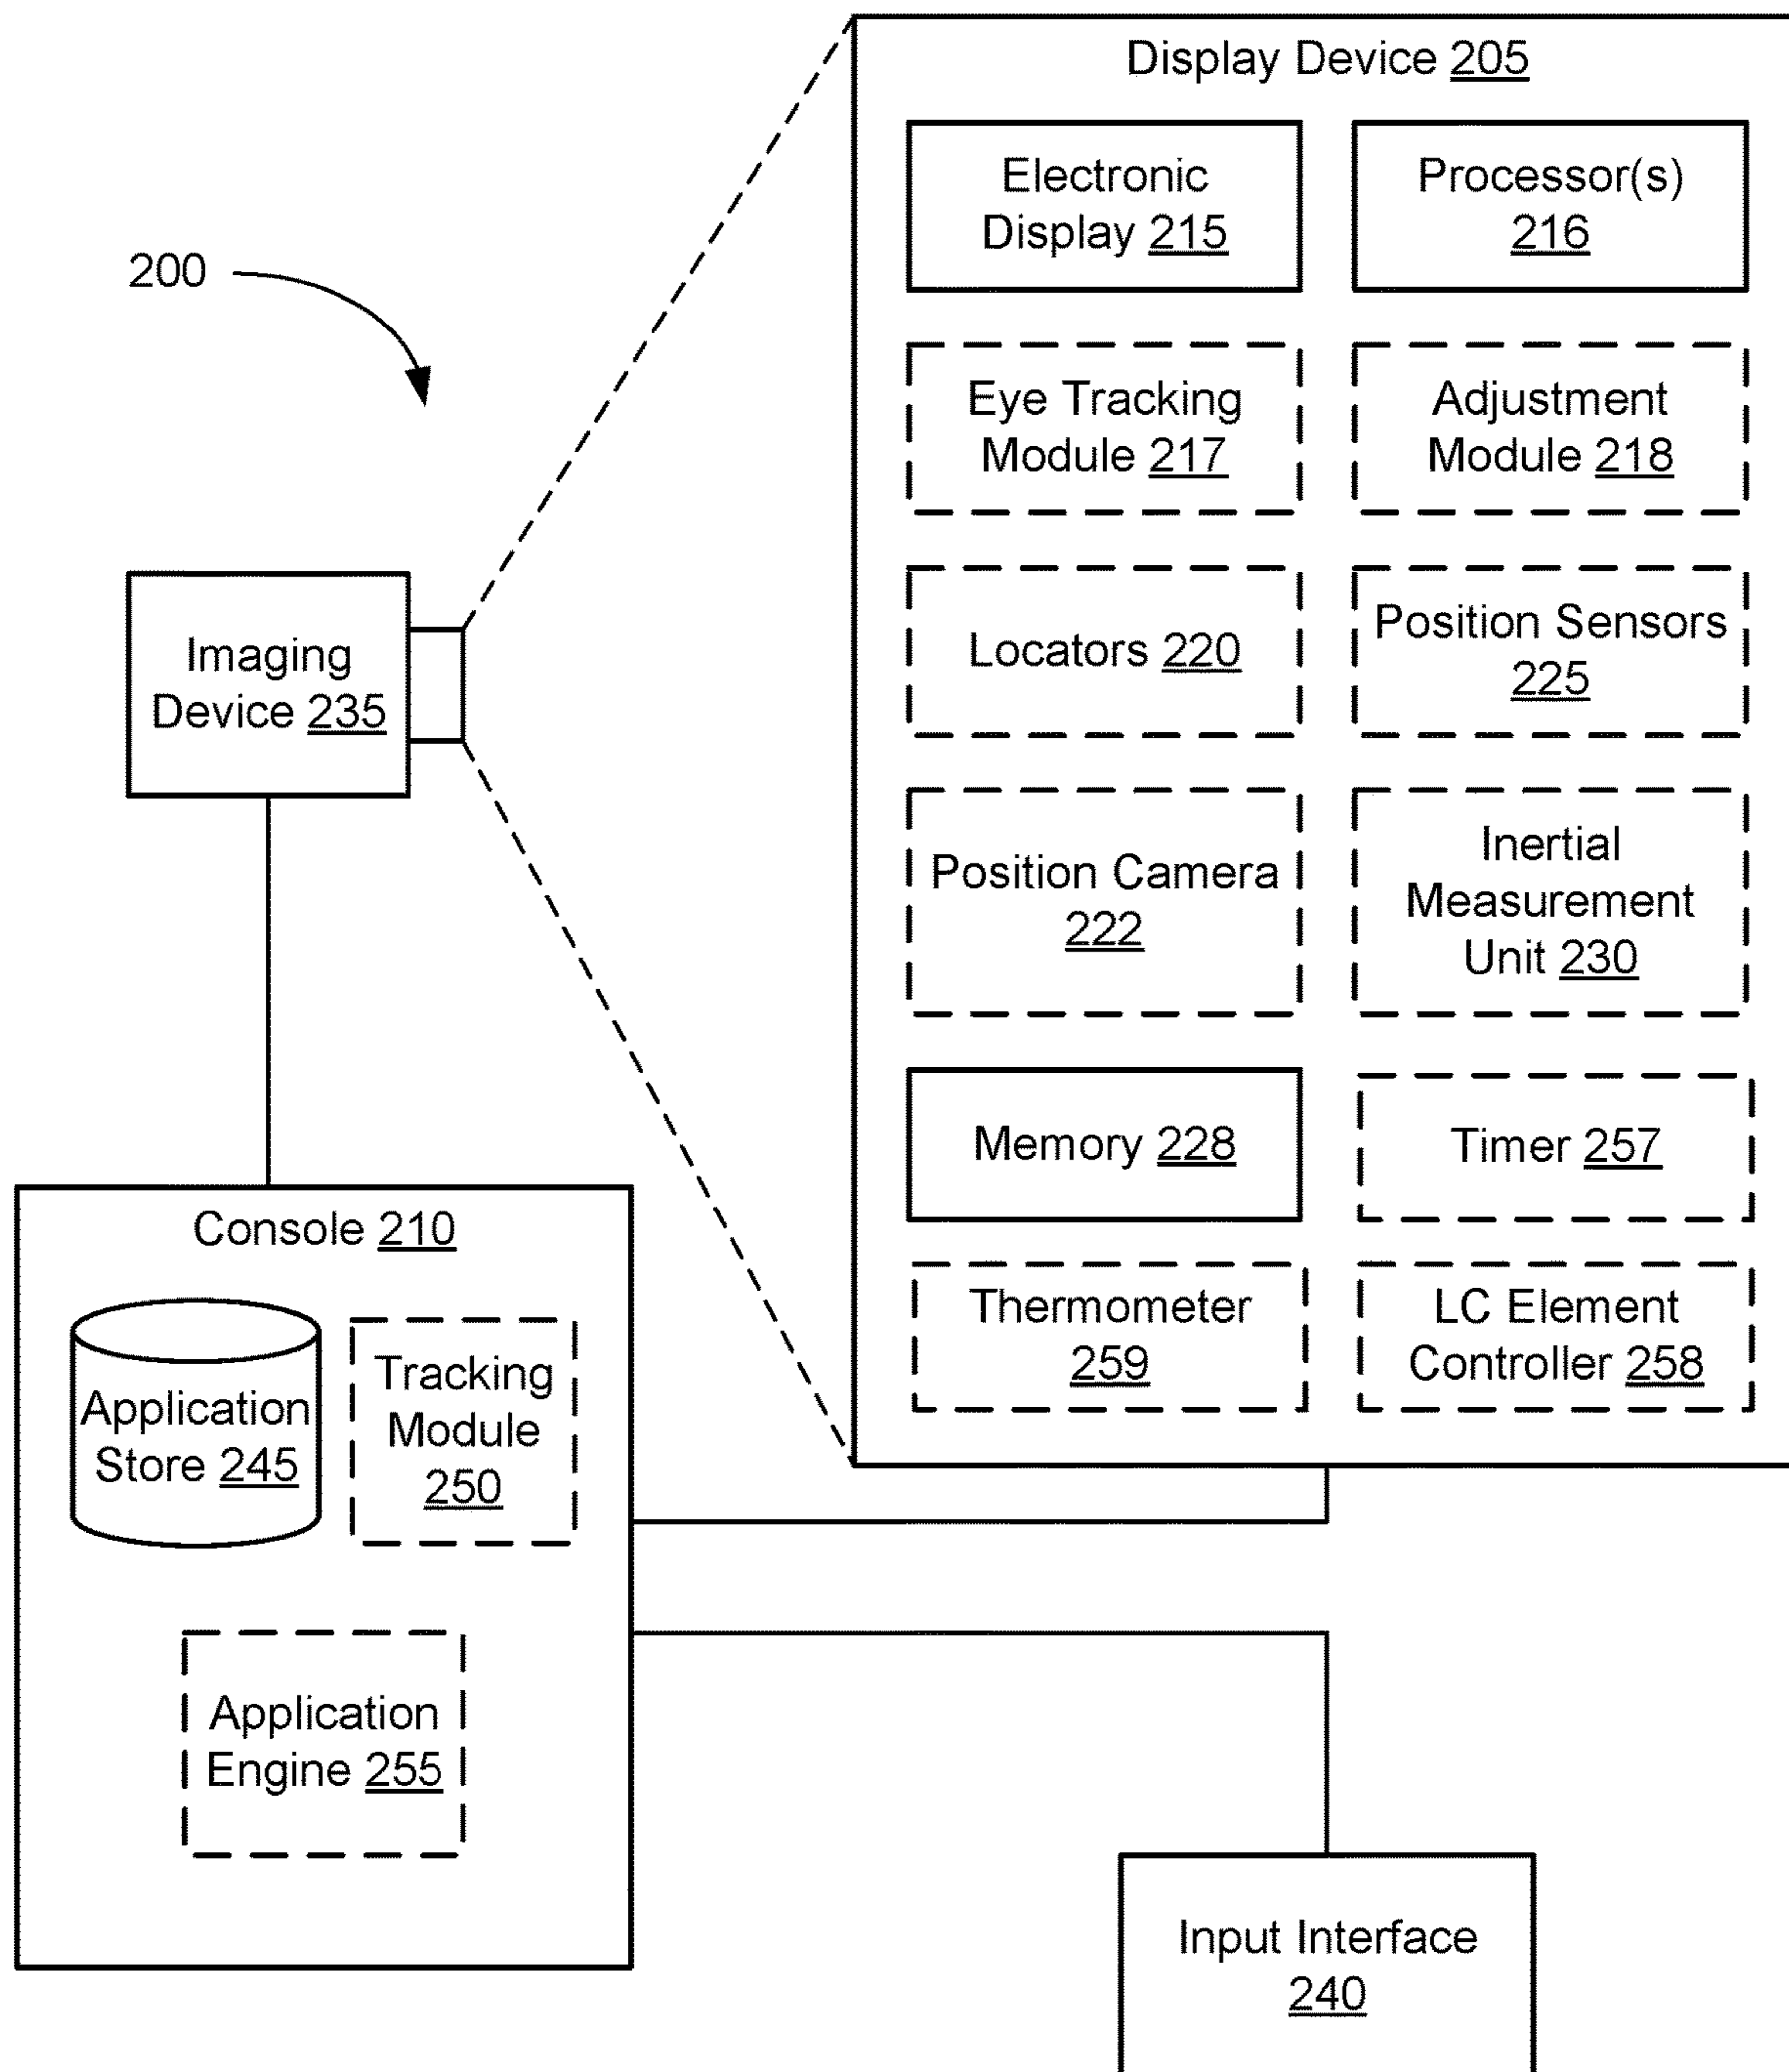 Display Device 205
Electronic
Display 215
Processor(s)
216
200
Eye Tracking
Module 217
Adjustment
Module 218
Locators 220
Position Sensors
225
Imaging
Device 235
Position Camera
222
Inertial
Measurement
Unit 230
Memory 228
Timer 257
Thermometer
259
LC Element
Controller 258
Console 210
Application
Store 245
Tracking
Module
250
Application
Engine 255
Input Interface
240